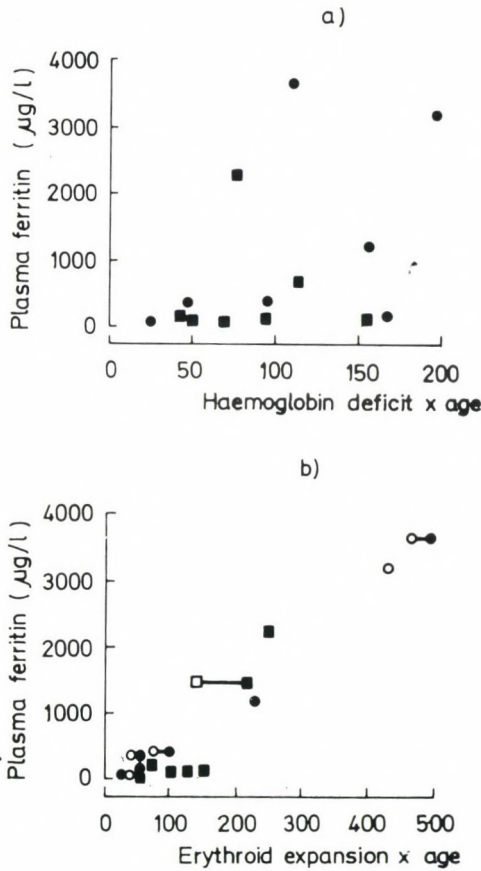 a)
Plasma ferritin (µg/l)
4000
3000
2000
1000
0
0 50 100 150 200
Haemoglobin deficit x age
b)
Plasma ferritin (µg/l)
4000
3000
2000
1000
0
0 100 200 300 400 500
Erythroid expansion x age